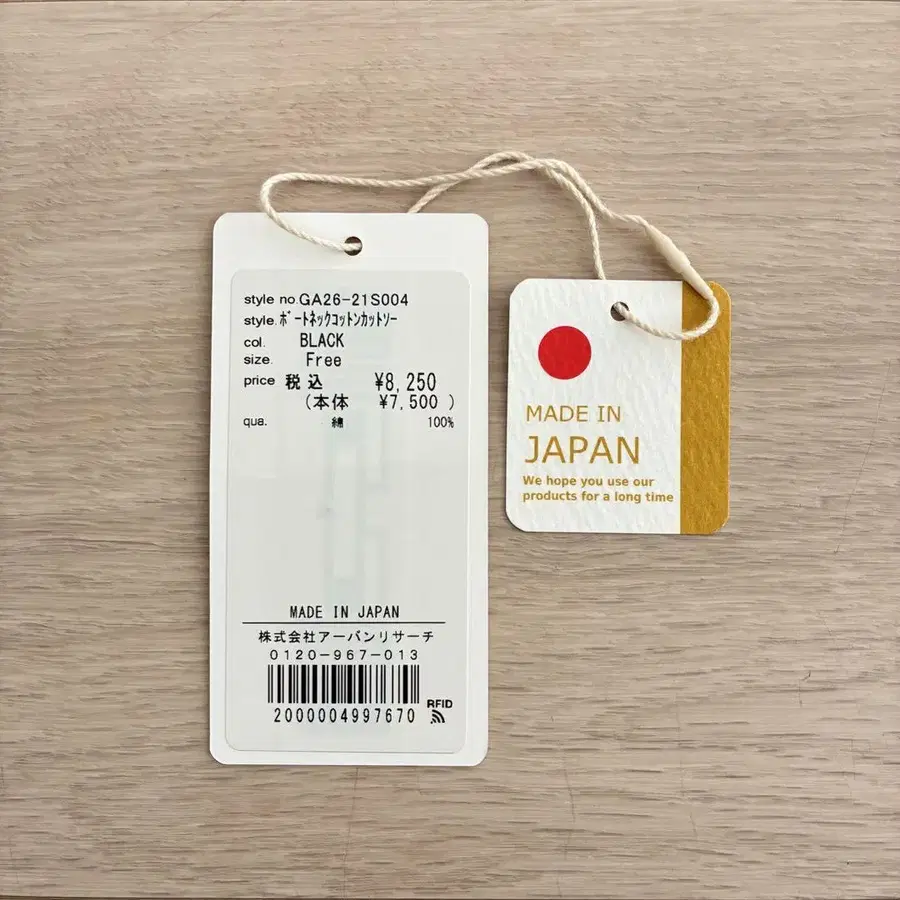 style no.GA26-21S004
style.ﾎﾞｰﾄﾈｯｸｺｯﾄﾝｶｯﾄｿｰ
col. BLACK
size. Free
price 税込 ¥8,250
(本体 ¥7,500 )
qua. 綿 100%
MADE IN JAPAN
株式会社アーバンリサーチ
0120-967-013
2000004997670
RFID
MADE IN
JAPAN
We hope you use our
products for a long time